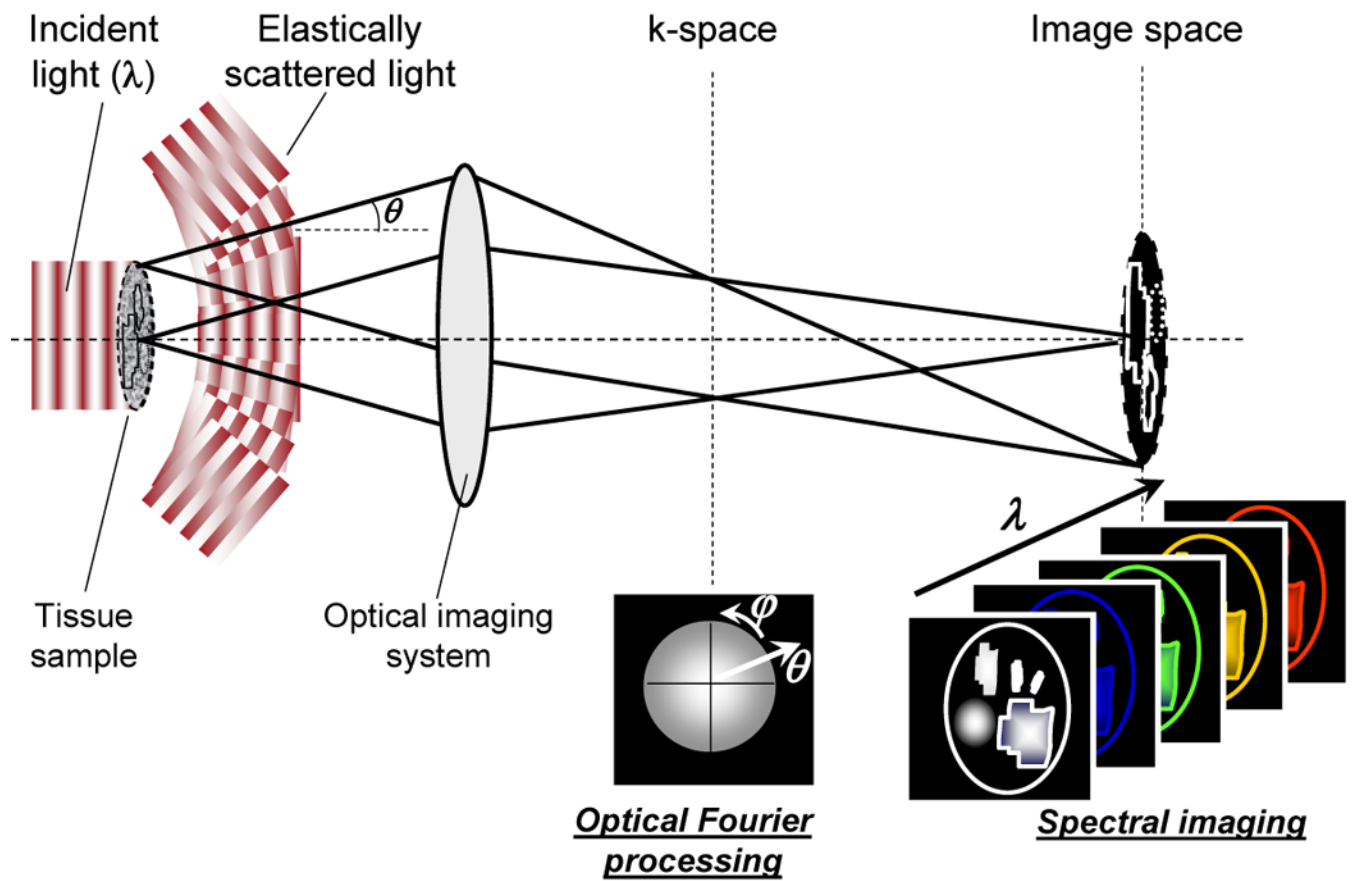 Incident
light (λ)
Elastically
scattered light
k-space
Image space
θ
Tissue
sample
Optical imaging
system
φ
θ
λ
Optical Fourier
processing
Spectral imaging